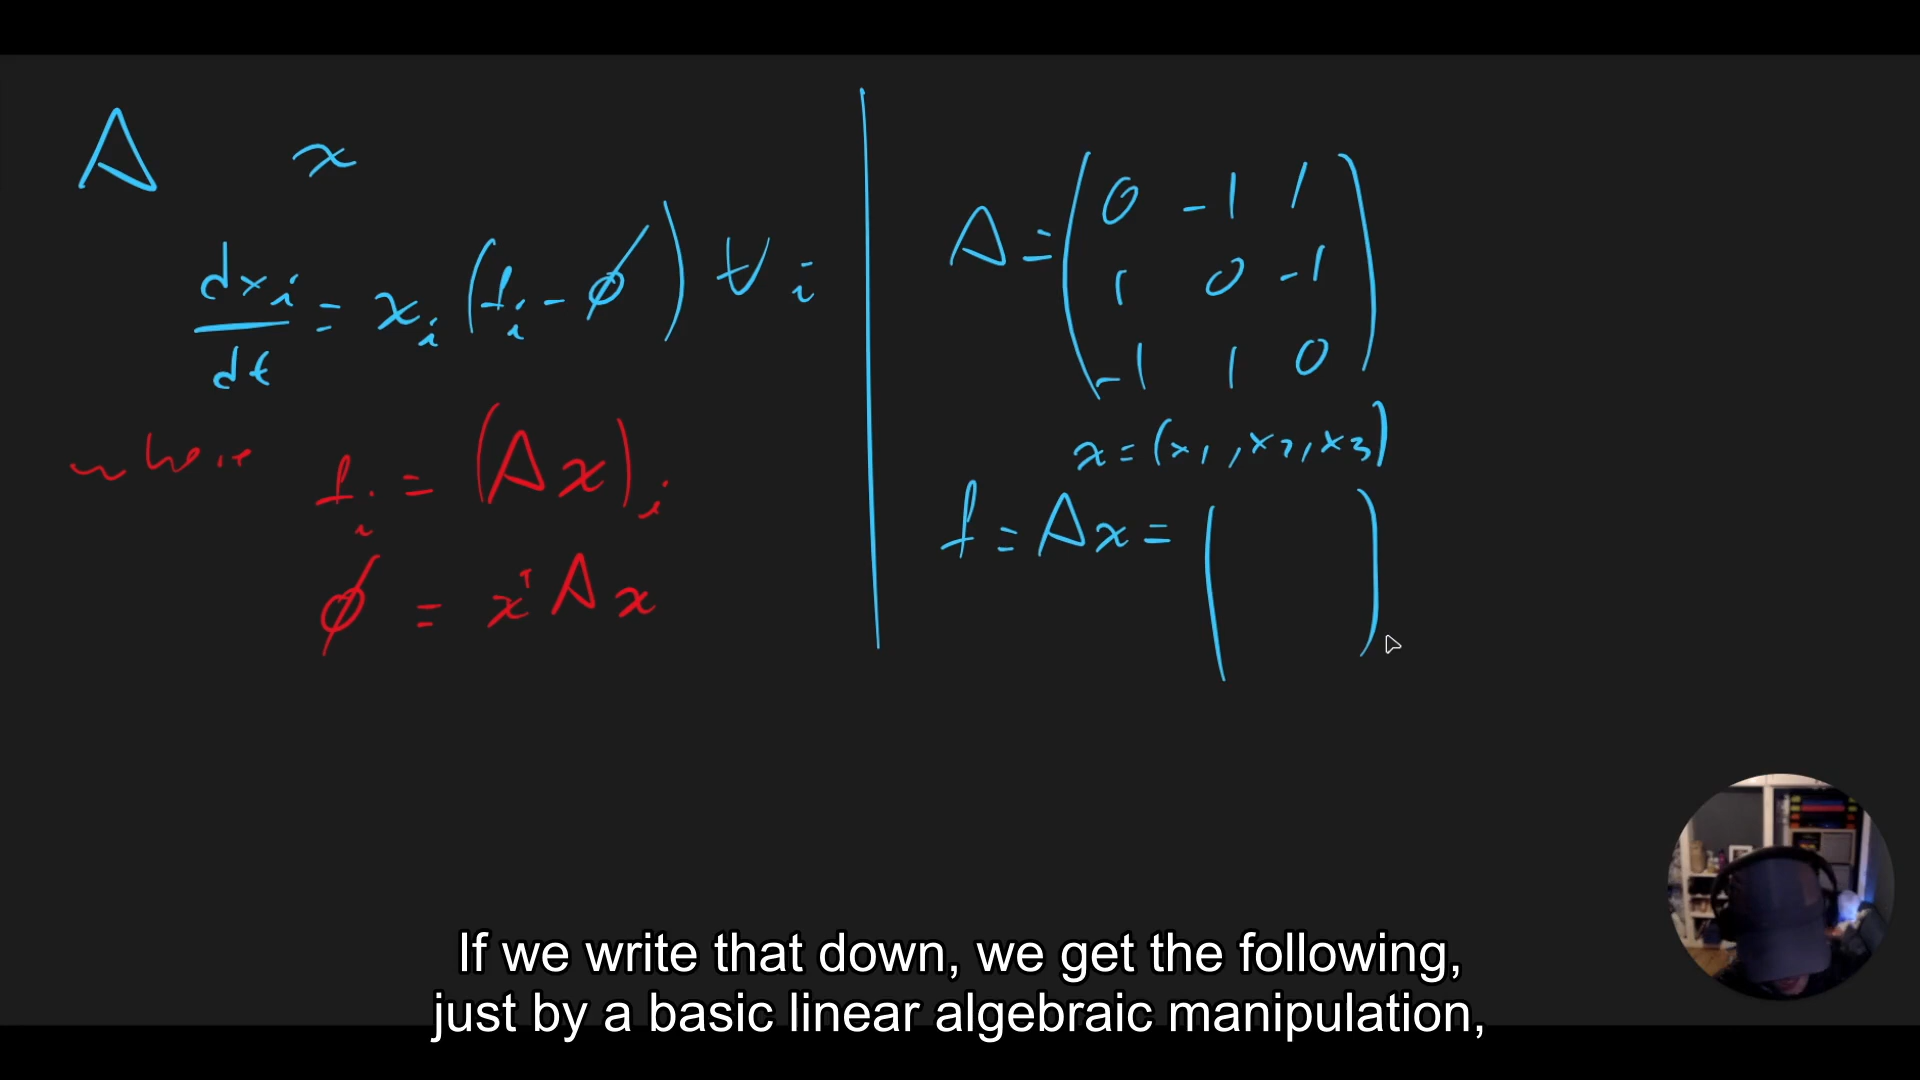 A x
dxi/dt = xi (fi - ϕ) ∀ i
where fi = (Ax)i
ϕ = xᵀAx
A = ( 0 -1 1
1 0 -1
-1 1 0 )
x = (x1, x2, x3)
f = Ax = ( )
If we write that down, we get the following,
just by a basic linear algebraic manipulation,